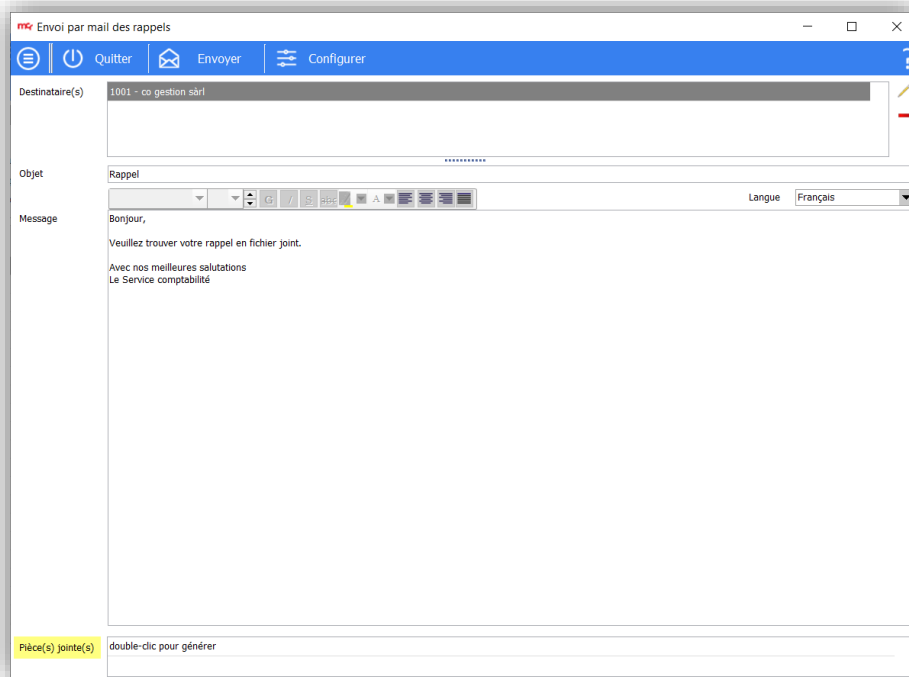 mcr Envoi par mail des rappels
Quitter Envoyer Configurer ?
Destinataire(s) 1001 - co gestion sàrl
Objet Rappel
G I S abc A Langue Français
Message Bonjour,
Veuillez trouver votre rappel en fichier joint.
Avec nos meilleures salutations
Le Service comptabilité
Pièce(s) jointe(s) double-clic pour générer